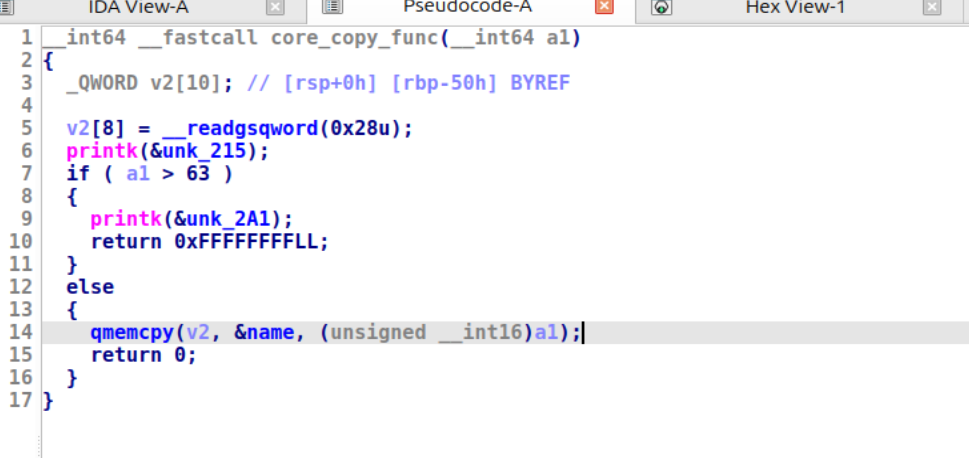 IDA View-A Pseudocode-A Hex View-1
1 __int64 __fastcall core_copy_func(__int64 a1)
2 {
3 _QWORD v2[10]; // [rsp+0h] [rbp-50h] BYREF
4
5 v2[8] = __readgsqword(0x28u);
6 printk(&unk_215);
7 if ( a1 > 63 )
8 {
9 printk(&unk_2A1);
10 return 0xFFFFFFFFLL;
11 }
12 else
13 {
14 qmemcpy(v2, &name, (unsigned __int16)a1);
15 return 0;
16 }
17 }